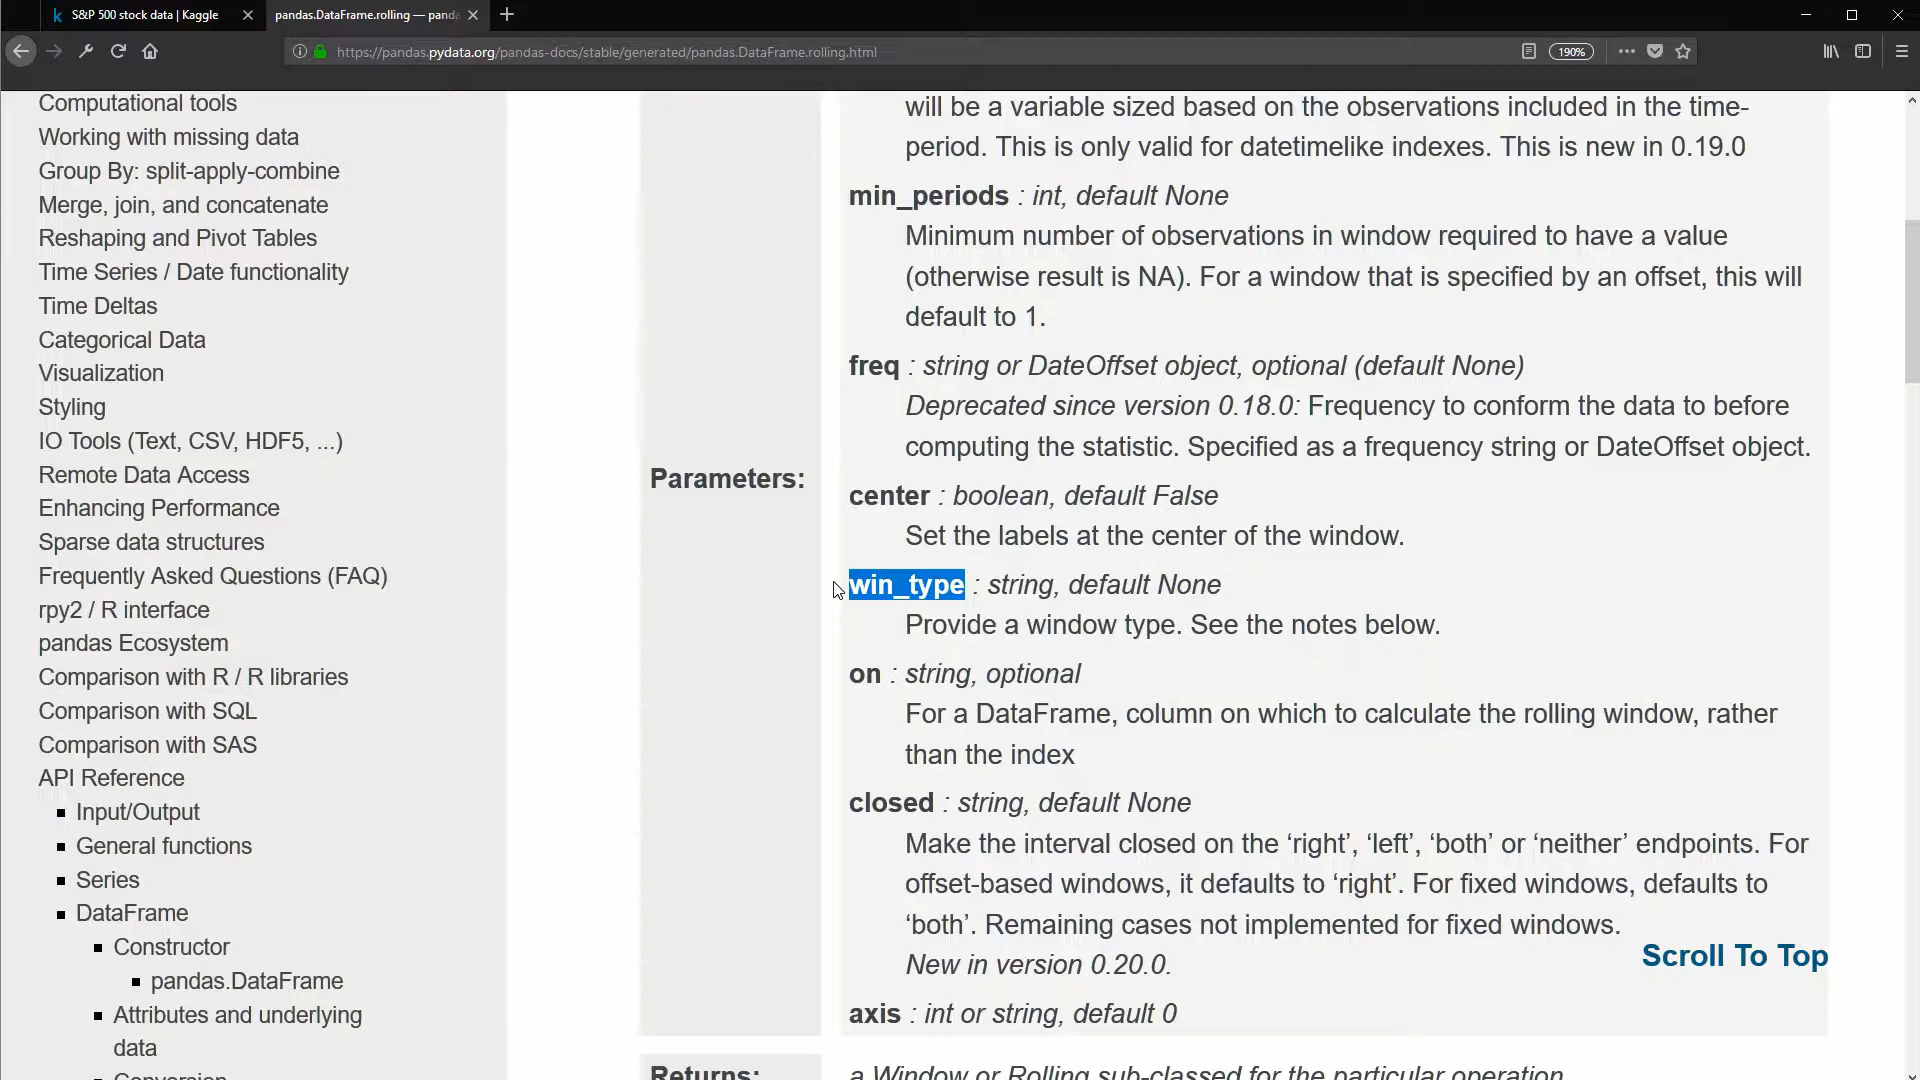 S&P 500 stock data | Kaggle
pandas.DataFrame.rolling — panda
https://pandas.pydata.org/pandas-docs/stable/generated/pandas.DataFrame.rolling.html
190%
Computational tools
Working with missing data
Group By: split-apply-combine
Merge, join, and concatenate
Reshaping and Pivot Tables
Time Series / Date functionality
Time Deltas
Categorical Data
Visualization
Styling
IO Tools (Text, CSV, HDF5, ...)
Remote Data Access
Enhancing Performance
Sparse data structures
Frequently Asked Questions (FAQ)
rpy2 / R interface
pandas Ecosystem
Comparison with R / R libraries
Comparison with SQL
Comparison with SAS
API Reference
Input/Output
General functions
Series
DataFrame
Constructor
pandas.DataFrame
Attributes and underlying
data
Conversion
Parameters:
will be a variable sized based on the observations included in the time-
period. This is only valid for datetimelike indexes. This is new in 0.19.0
min_periods : int, default None
Minimum number of observations in window required to have a value
(otherwise result is NA). For a window that is specified by an offset, this will
default to 1.
freq : string or DateOffset object, optional (default None)
Deprecated since version 0.18.0: Frequency to conform the data to before
computing the statistic. Specified as a frequency string or DateOffset object.
center : boolean, default False
Set the labels at the center of the window.
win_type : string, default None
Provide a window type. See the notes below.
on : string, optional
For a DataFrame, column on which to calculate the rolling window, rather
than the index
closed : string, default None
Make the interval closed on the ‘right’, ‘left’, ‘both’ or ‘neither’ endpoints. For
offset-based windows, it defaults to ‘right’. For fixed windows, defaults to
‘both’. Remaining cases not implemented for fixed windows.
New in version 0.20.0.
Scroll To Top
axis : int or string, default 0
Returns:
a Window or Rolling sub-classed for the particular operation